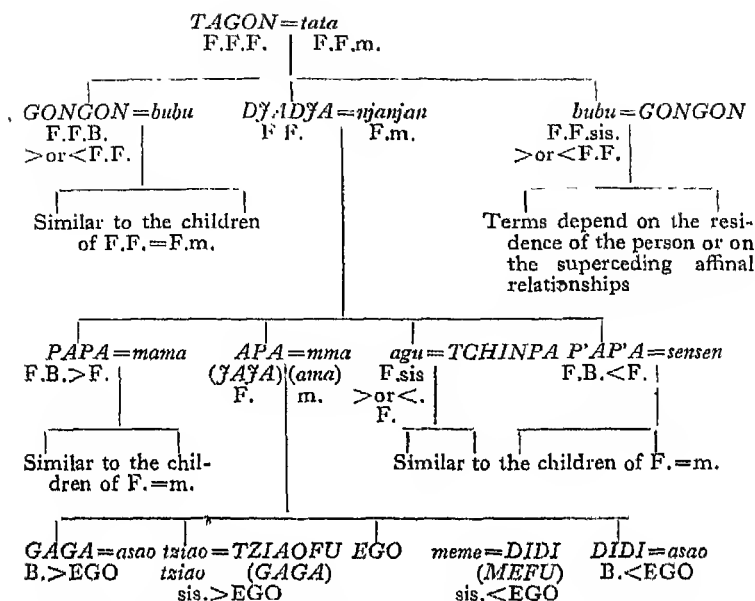 TAGON=tata
F.F.F. F.F.m.
GONGON=bubu DJADJA=njanjan bubu=GONGON
F.F.B. F F. F.m. F.F.sis.
>or<F.F. >or<F.F.
Similar to the children Terms depend on the resi-
of F.F.=F.m. dence of the person or on
the superceding affinal
relationships
PAPA=mama APA=mma agu=TCHINPA P'AP'A=sensen
F.B.>F. (JAJA) (ama) F.sis F.B.<F.
F. m. >or<.
F.
Similar to the chil- Similar to the children of F.=m.
dren of F.=m.
GAGA=asao tziao=TZIAOFU EGO meme=DIDI DIDI=asao
B.>EGO tziao (GAGA) (MEFU) B.<EGO
sis.>EGO sis.<EGO